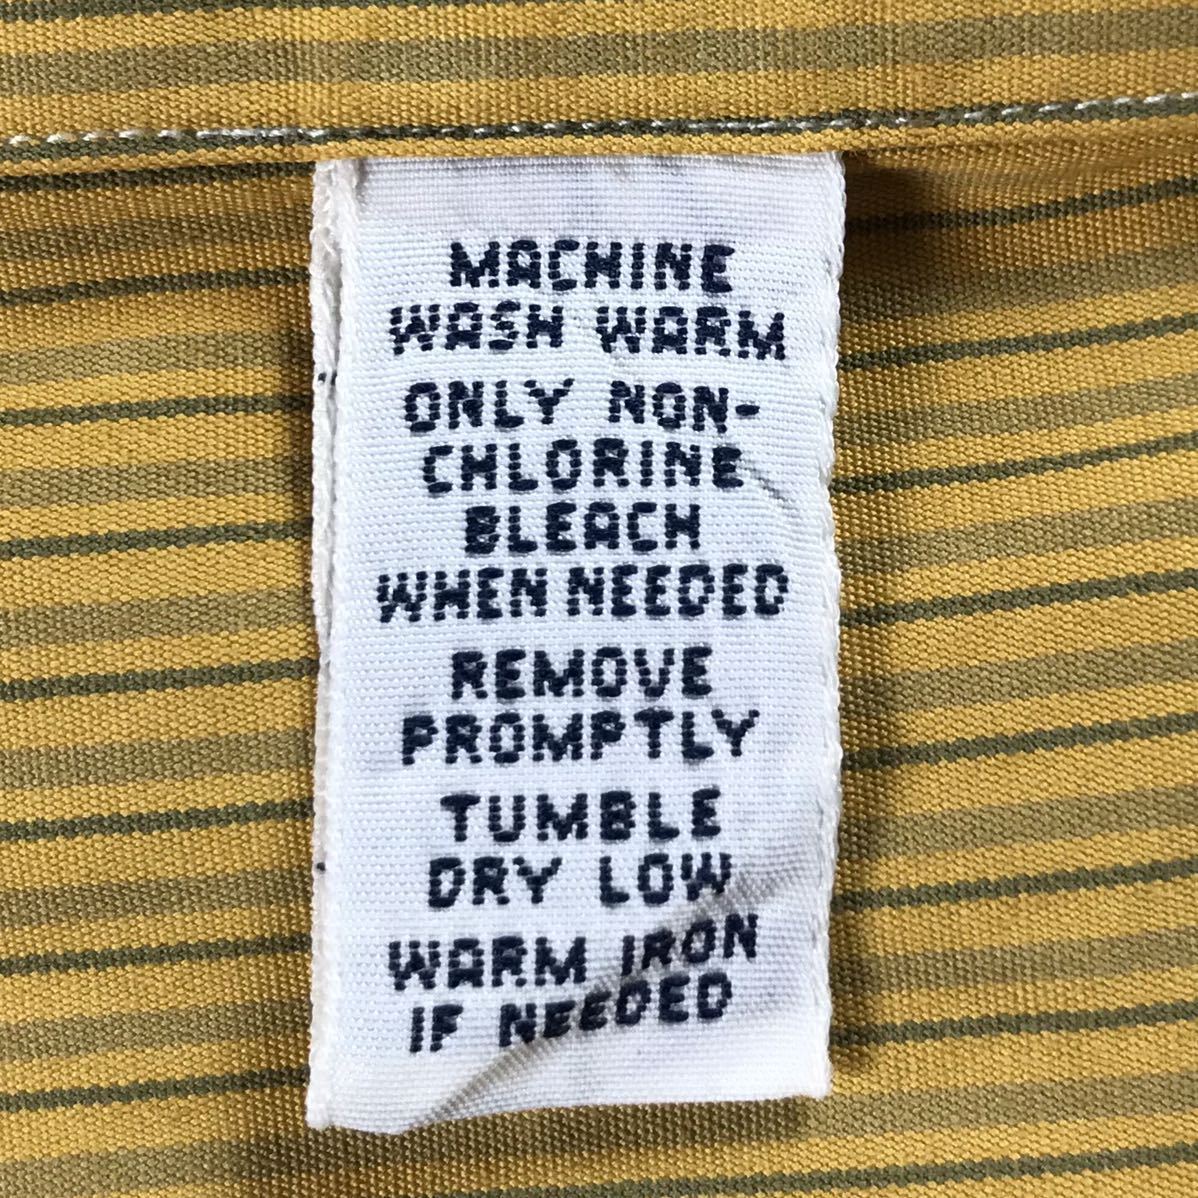 MACHINE
WASH WARM
ONLY NON-
CHLORINE
BLEACH
WHEN NEEDED
REMOVE
PROMPTLY
TUMBLE
DRY LOW
WARM IRON
IF NEEDED